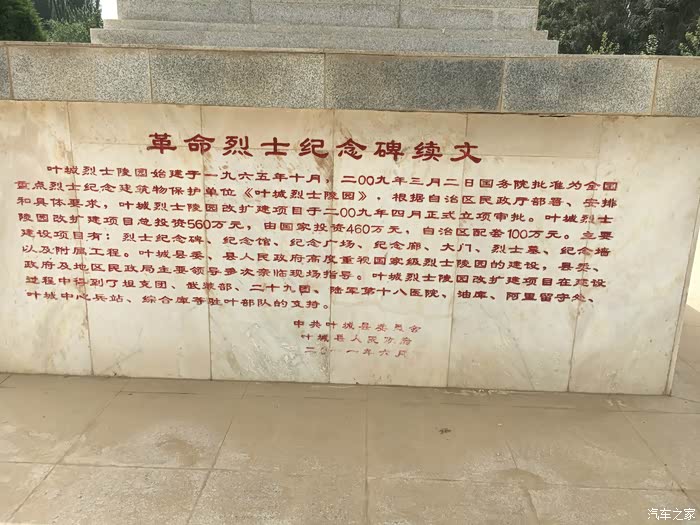 革命烈士纪念碑续文
叶城烈士陵园始建于一九六五年十月，二00九年三月二日国务院批准为全国
重点烈士纪念建筑物保护单位《叶城烈士陵园》，根据自治区民政厅部署、安排
和具体要求，叶城烈士陵园改扩建项目于二00九年四月正式立项审批。叶城烈士
陵园改扩建项目总投资560万元，由国家投资460万元，自治区配套100万元。主要
建设项目有：烈士纪念碑、纪念馆、纪念广场、纪念廊、大门、烈士墓、纪念墙
以及附属工程。叶城县委、县人民政府高度重视国家级烈士陵园的建设，县委、
政府及地区民政局主要领导多次亲临现场指导。叶城烈士陵园改扩建项目在建设
过程中得到了坦克团、武装部、二十九团、陆军第十八医院、油库、阿里留守处、
叶城中心兵站、综合库等驻叶部队的支持。
中共叶城县委员会
叶城县人民政府
二0一一年六月
汽车之家